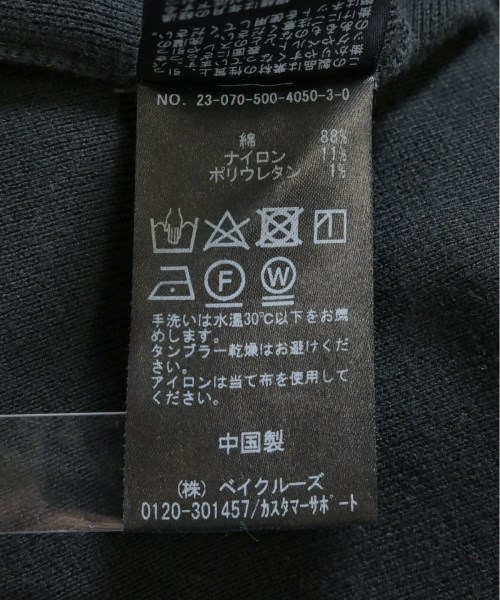 NO. 23-070-500-4050-3-0
綿 88%
ナイロン 11%
ポリウレタン 1%
F
W
手洗いは水温30℃以下をお薦
めします。
タンブラー乾燥はお避けくだ
さい。
アイロンは当て布を使用して
ください。
中国製
(株) ベイクルーズ
0120-301457/カスタマーサポート